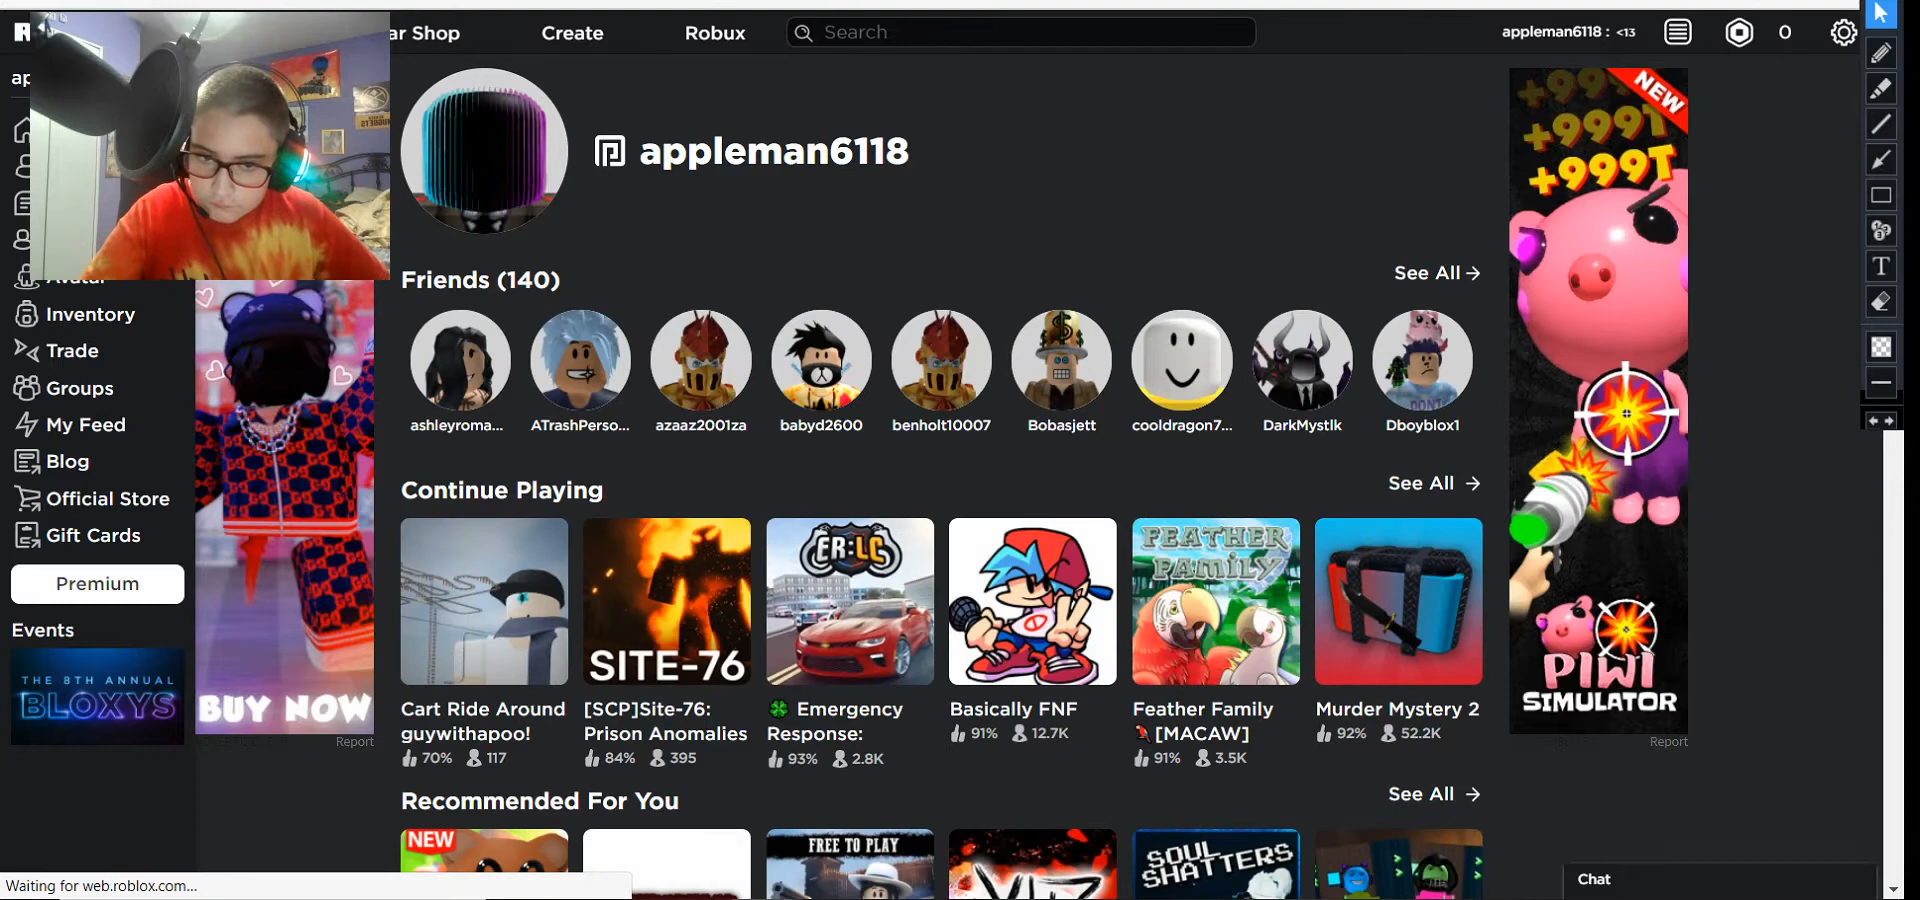 ar Shop
Create
Robux
Search
appleman6118 : <13
0
ap
appleman6118
Friends (140)
See All
ashleyroma...
ATrashPerso...
azaaz2001za
babyd2600
benholt10007
Bobasjett
cooldragon7...
DarkMystIk
Dboyblox1
Avatar
Inventory
Trade
Groups
My Feed
Blog
Official Store
Gift Cards
Premium
Events
THE 8TH ANNUAL
BLOXYS
BUY NOW
Report
Continue Playing
See All
ER:LC
SITE-76
FEATHER
FAMILY
Cart Ride Around
guywithapoo!
70% 117
[SCP]Site-76:
Prison Anomalies
84% 395
Emergency
Response:
93% 2.8K
Basically FNF
91% 12.7K
Feather Family
[MACAW]
91% 3.5K
Murder Mystery 2
92% 52.2K
Recommended For You
See All
NEW
FREE TO PLAY
SOUL
SHATTERS
NEW
+999
+999T
+999T
PIWI
SIMULATOR
Report
T
Chat
Waiting for web.roblox.com...